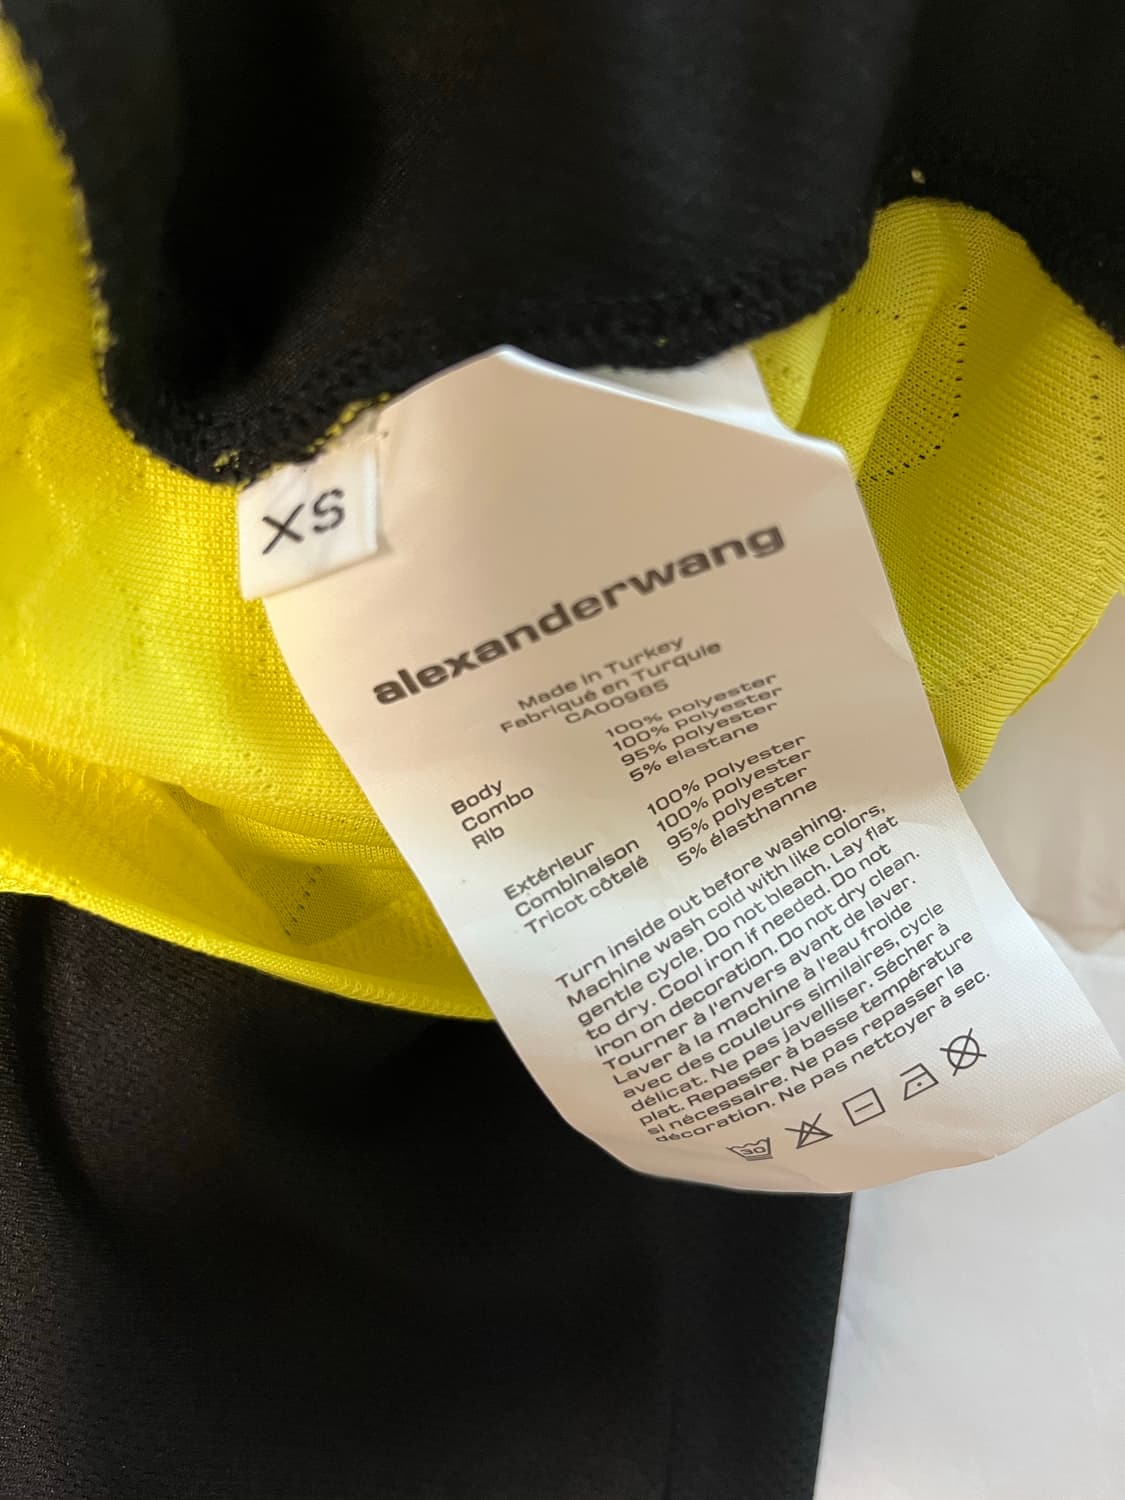 XS
alexanderwang
Made in Turkey
Fabriqué en Turquie
CA00985
100% polyester
100% polyester
95% polyester
5% elastane
Body
Combo
Rib
100% polyester
100% polyester
95% polyester
5% élasthanne
Extérieur
Combinaison
Tricot côtelé
Turn inside out before washing.
Machine wash cold with like colors,
gentle cycle. Do not bleach. Lay flat
to dry. Cool iron if needed. Do not
iron on decoration. Do not dry clean.
Tourner à l'envers avant de laver.
Laver à la machine à l'eau froide
avec des couleurs similaires, cycle
délicat. Ne pas javelliser. Sécher à
plat. Repasser à basse température
si nécessaire. Ne pas repasser la
décoration. Ne pas nettoyer à sec.
30